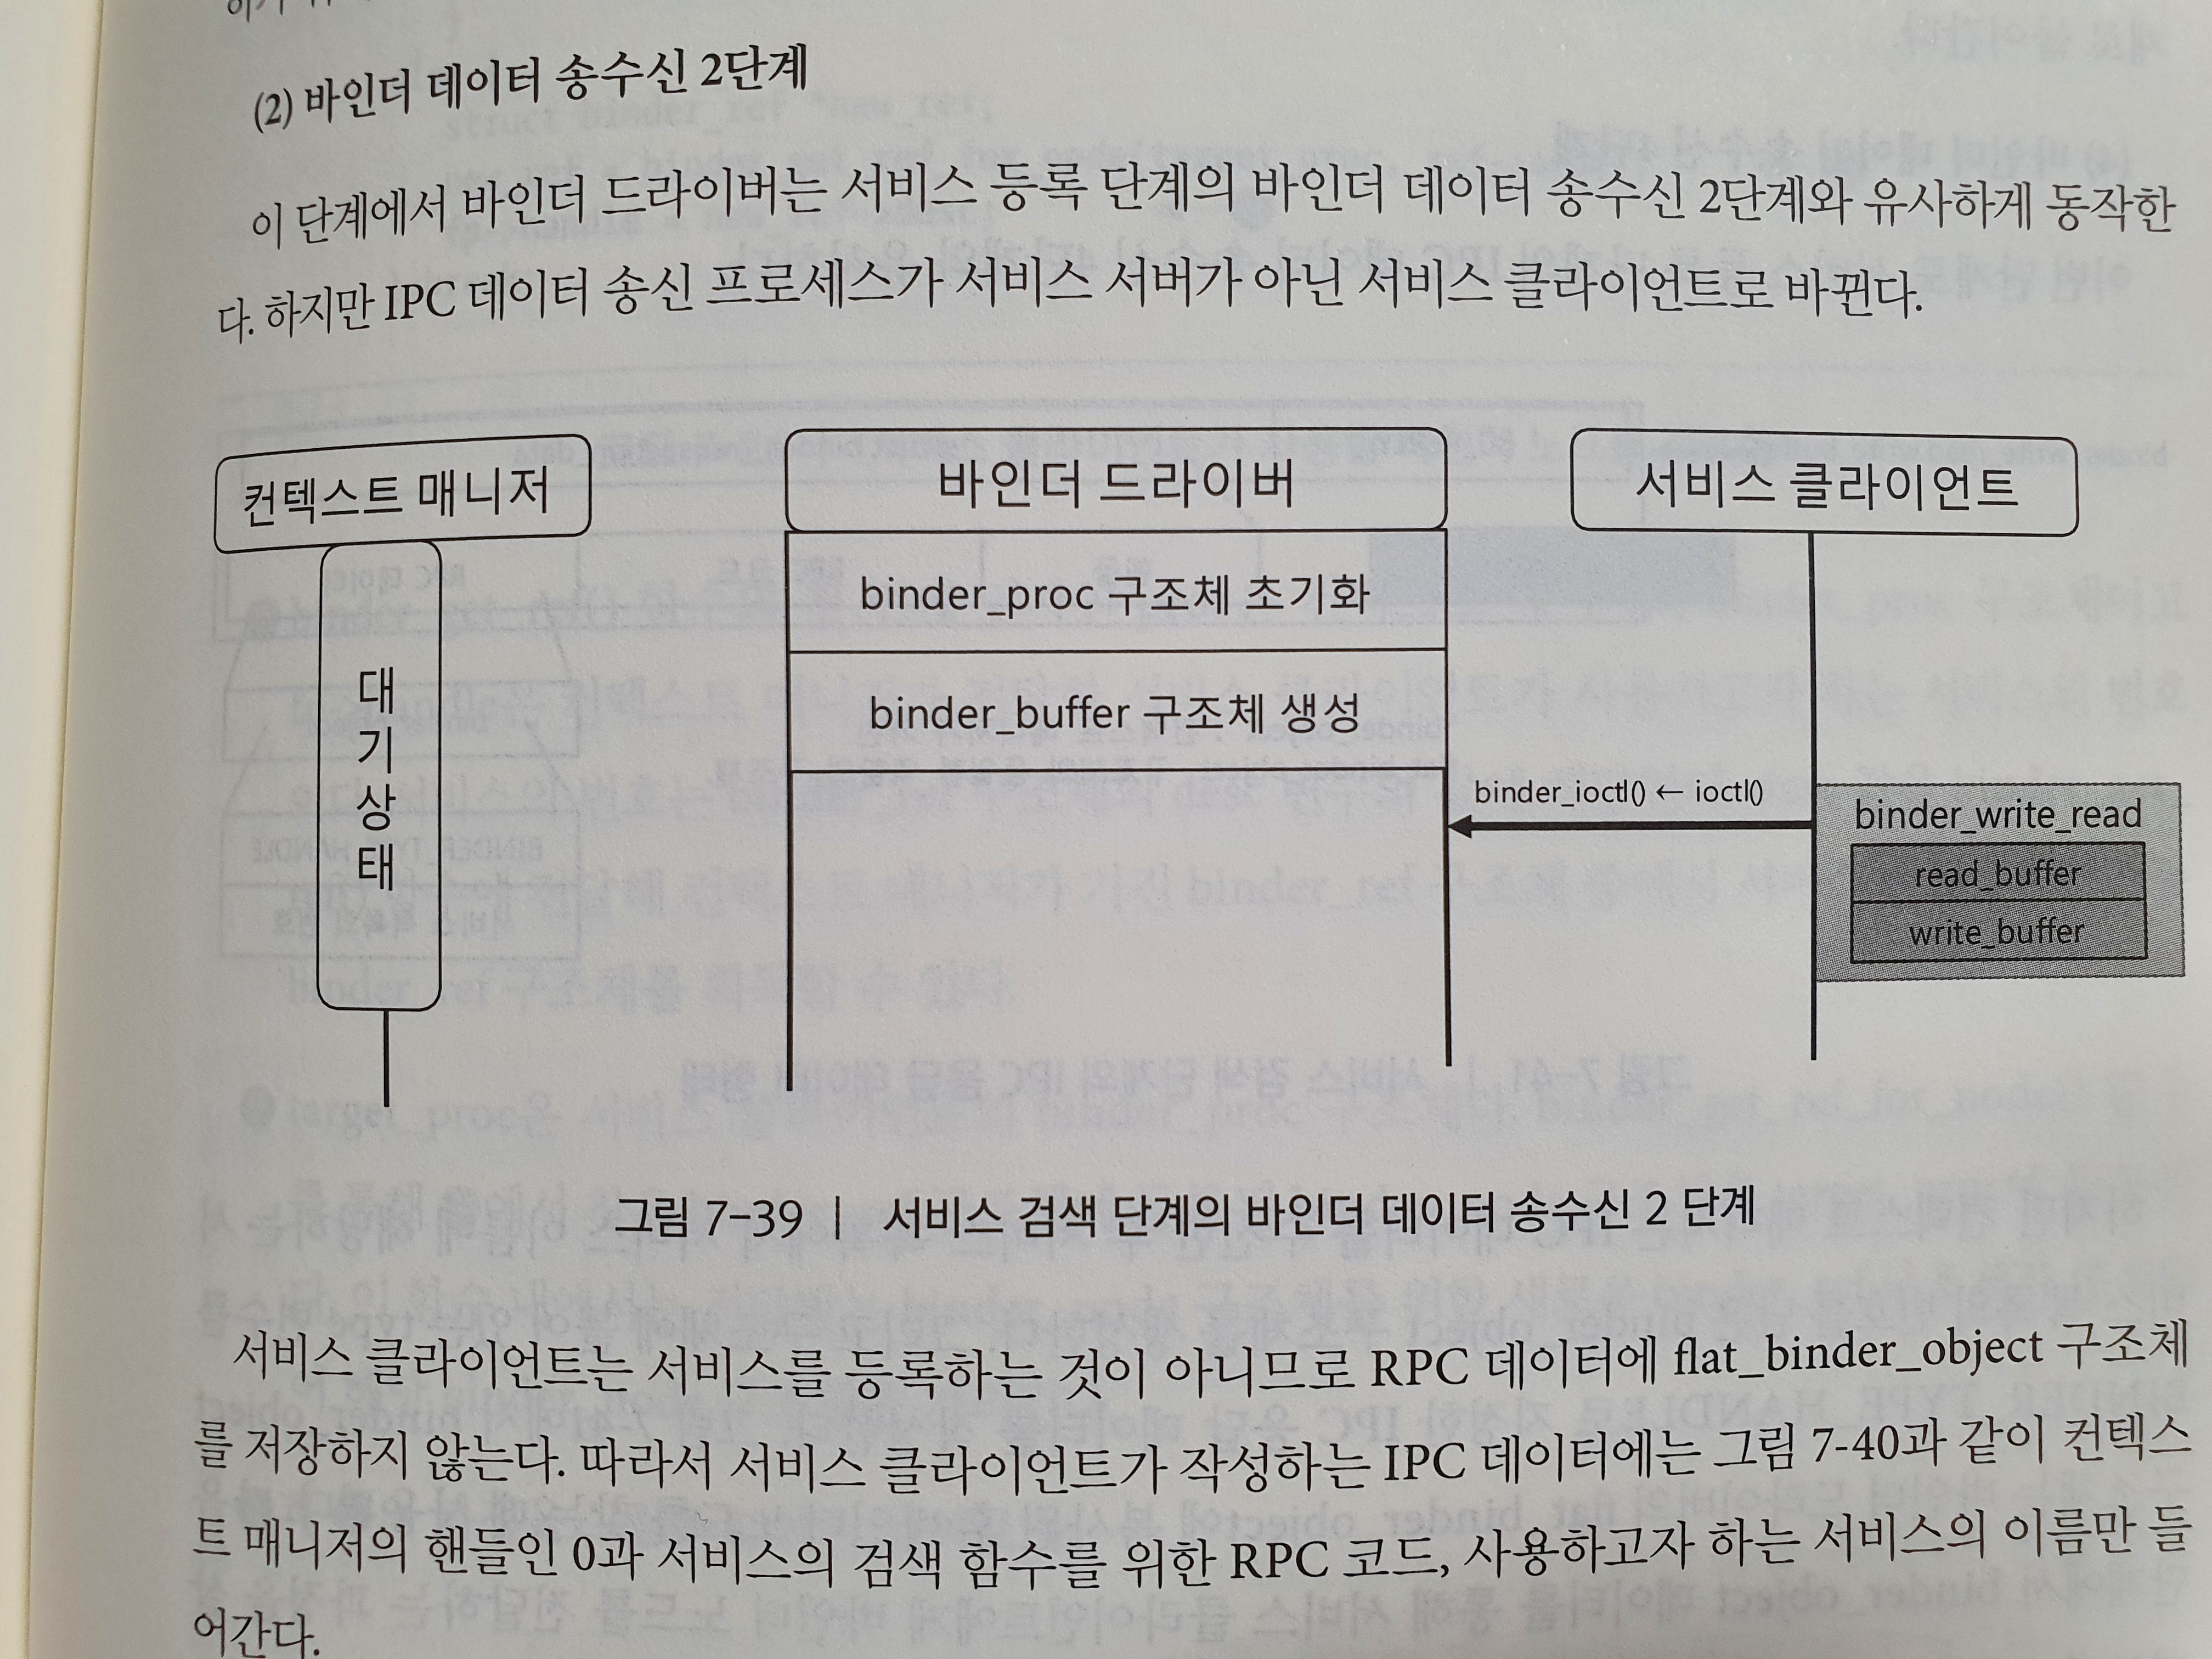 (2) 바인더 데이터 송수신 2단계
이 단계에서 바인더 드라이버는 서비스 등록 단계의 바인더 데이터 송수신 2단계와 유사하게 동작한
다. 하지만 IPC 데이터 송신 프로세스가 서비스 서버가 아닌 서비스 클라이언트로 바뀐다.
컨텍스트 매니저
바인더 드라이버
서비스 클라이언트
binder_proc 구조체 초기화
대기상태
binder_buffer 구조체 생성
binder_ioctl() ← ioctl()
binder_write_read
read_buffer
write_buffer
그림 7-39 | 서비스 검색 단계의 바인더 데이터 송수신 2 단계
서비스 클라이언트는 서비스를 등록하는 것이 아니므로 RPC 데이터에 flat_binder_object 구조체
를 저장하지 않는다. 따라서 서비스 클라이언트가 작성하는 IPC 데이터에는 그림 7-40과 같이 컨텍스
트 매니저의 핸들인 0과 서비스의 검색 함수를 위한 RPC 코드, 사용하고자 하는 서비스의 이름만 들
어간다.